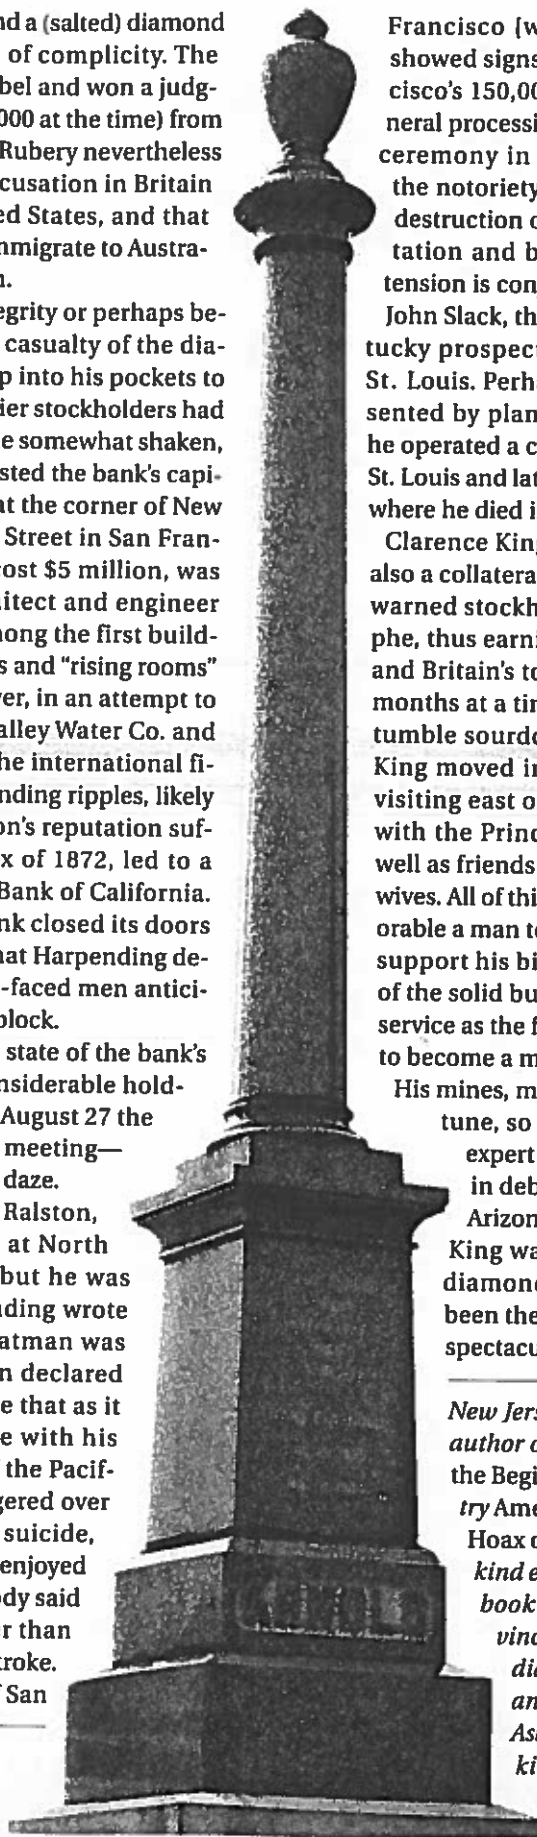 nd a (salted) diamond
of complicity. The
bel and won a judg-
000 at the time) from
Rubery nevertheless
cusation in Britain
ed States, and that
nmigrate to Austra-
n.
egrity or perhaps be-
casualty of the dia-
p into his pockets to
ier stockholders had
e somewhat shaken,
sted the bank's capi-
at the corner of New
Street in San Fran-
cost $5 million, was
itect and engineer
nong the first build-
s and "rising rooms"
ver, in an attempt to
alley Water Co. and
he international fi-
nding ripples, likely
on's reputation suf-
x of 1872, led to a
Bank of California.
nk closed its doors
hat Harpending de-
-faced men antici-
block.
state of the bank's
nsiderable hold-
August 27 the
meeting—
daze.
Ralston,
at North
but he was
ding wrote
atman was
n declared
e that as it
e with his
f the Pacif-
gered over
suicide,
enjoyed
dy said
r than
troke.
f San
Francisco (w
showed signs
cisco's 150,00
neral processi
ceremony in
the notoriety
destruction o
tation and b
tension is con
John Slack, th
tucky prospect
St. Louis. Perha
sented by plan
he operated a c
St. Louis and lat
where he died i
Clarence King
also a collatera
warned stockh
phe, thus earni
and Britain's to
months at a tin
tumble sourdo
King moved in
visiting east o
with the Princ
well as friends
wives. All of thi
orable a man to
support his bi
of the solid bu
service as the f
to become a m
His mines, m
tune, so
expert
in deb
Arizon
King wa
diamond
been the
spectacu
New Jers
author o
the Begi
try Ame
Hoax o
kind e
book
vinc
dia
an
As
ki